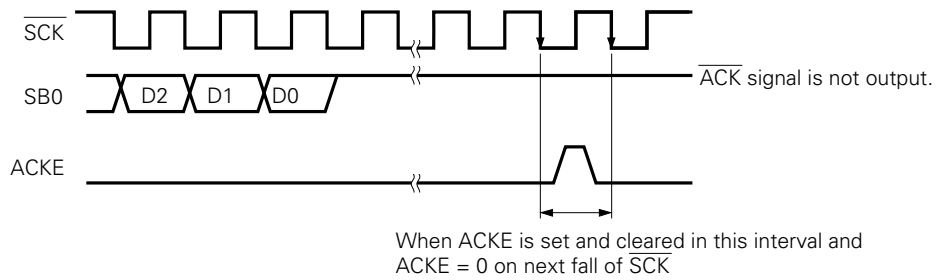 SCK
SB0
D2
D1
D0
ACK signal is not output.
ACKE
When ACKE is set and cleared in this interval and
ACKE = 0 on next fall of SCK